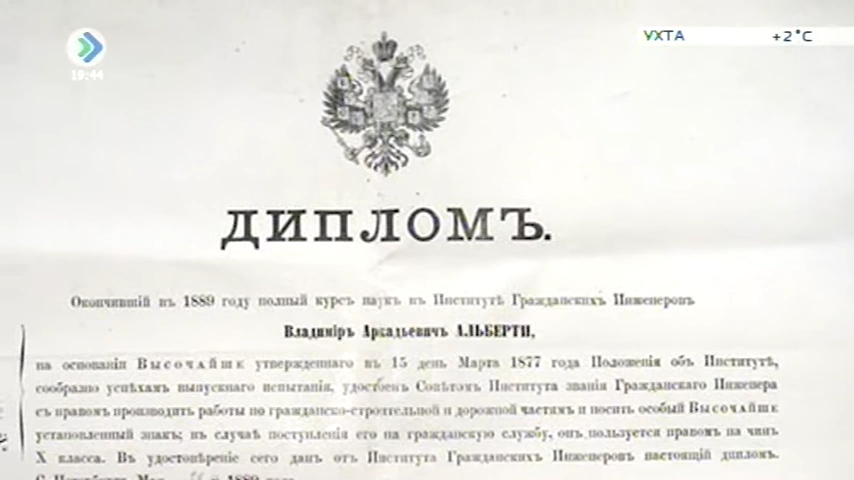 19:44
УХТА +2°C
ДИПЛОМЪ.
Окончившій въ 1889 году полный курсъ наукъ въ Институтѣ Гражданскихъ Инженеровъ
Владиміръ Аркадьевичъ АЛЬБЕРТИ,
на основаніи ВЫСОЧАЙШЕ утвержденнаго въ 15 день Марта 1877 года Положенія объ Институтѣ,
сообразно успѣхамъ выпускнаго испытанія, удостоенъ Совѣтомъ Института званія Гражданскаго Инженера
съ правомъ производить работы по гражданско-строительной и дорожной частямъ и носить особый ВЫСОЧАЙШЕ
установленный знакъ; въ случаѣ поступленія его на гражданскую службу, онъ пользуется правомъ на чинъ
X класса. Въ удостовѣреніе сего данъ отъ Института Гражданскихъ Инженеровъ настоящій дипломъ.